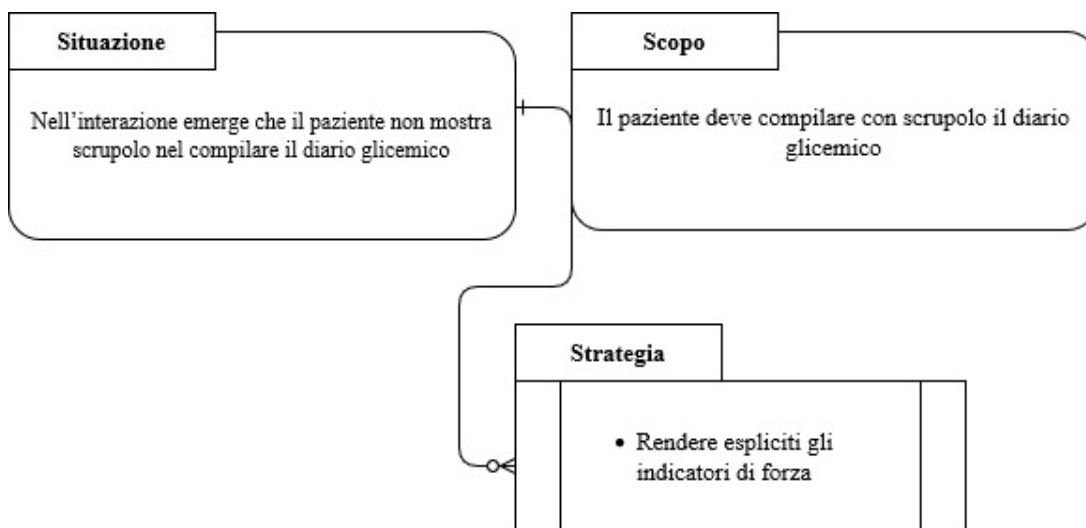 Situazione
Nell'interazione emerge che il paziente non mostra
scrupolo nel compilare il diario glicemico
Scopo
Il paziente deve compilare con scrupolo il diario
glicemico
Strategia
• Rendere espliciti gli
indicatori di forza